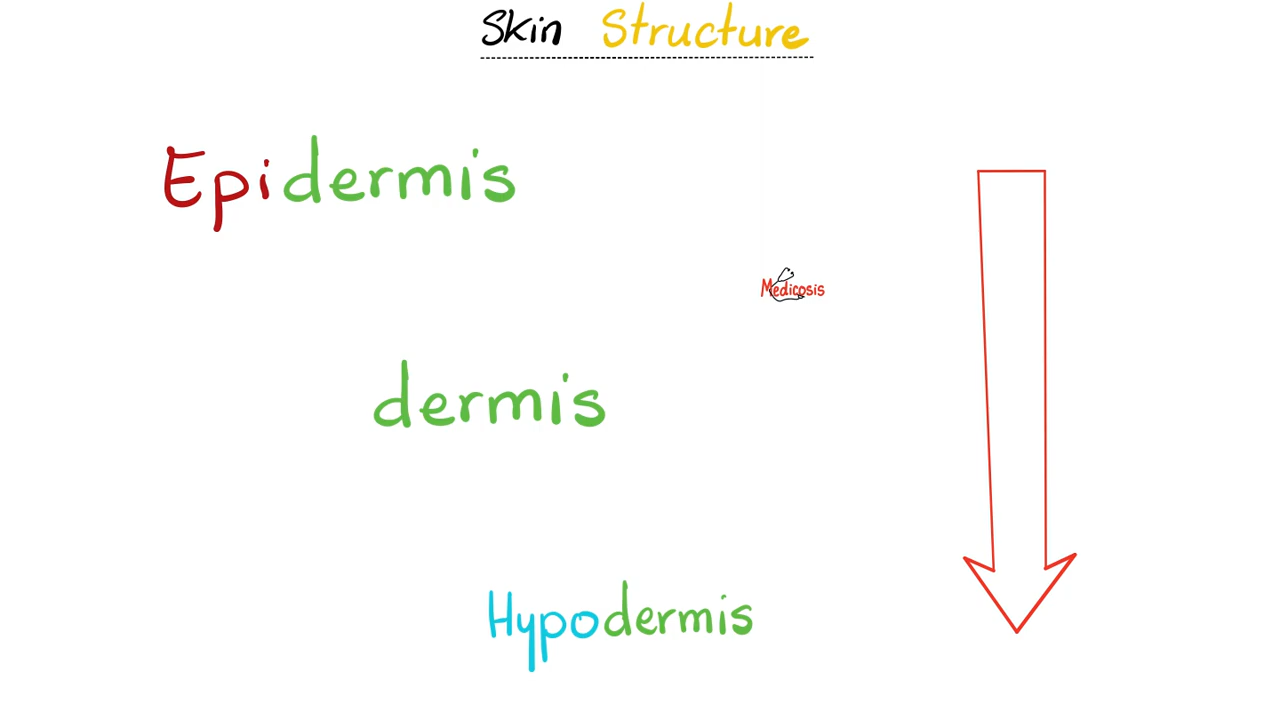 Skin Structure
Epidermis
Medicosis
dermis
Hypodermis